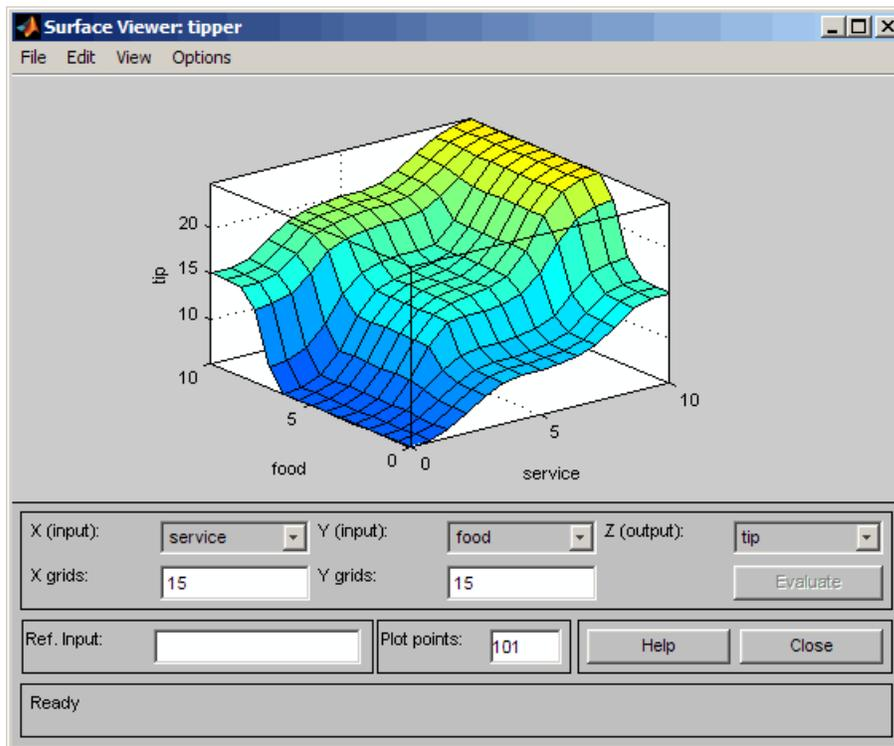 Surface Viewer: tipper
File Edit View Options
20
15
10
tip
10
5
0
food
0
5
10
service
X (input): service Y (input): food Z (output): tip
X grids: 15 Y grids: 15 Evaluate
Ref. Input: Plot points: 101 Help Close
Ready